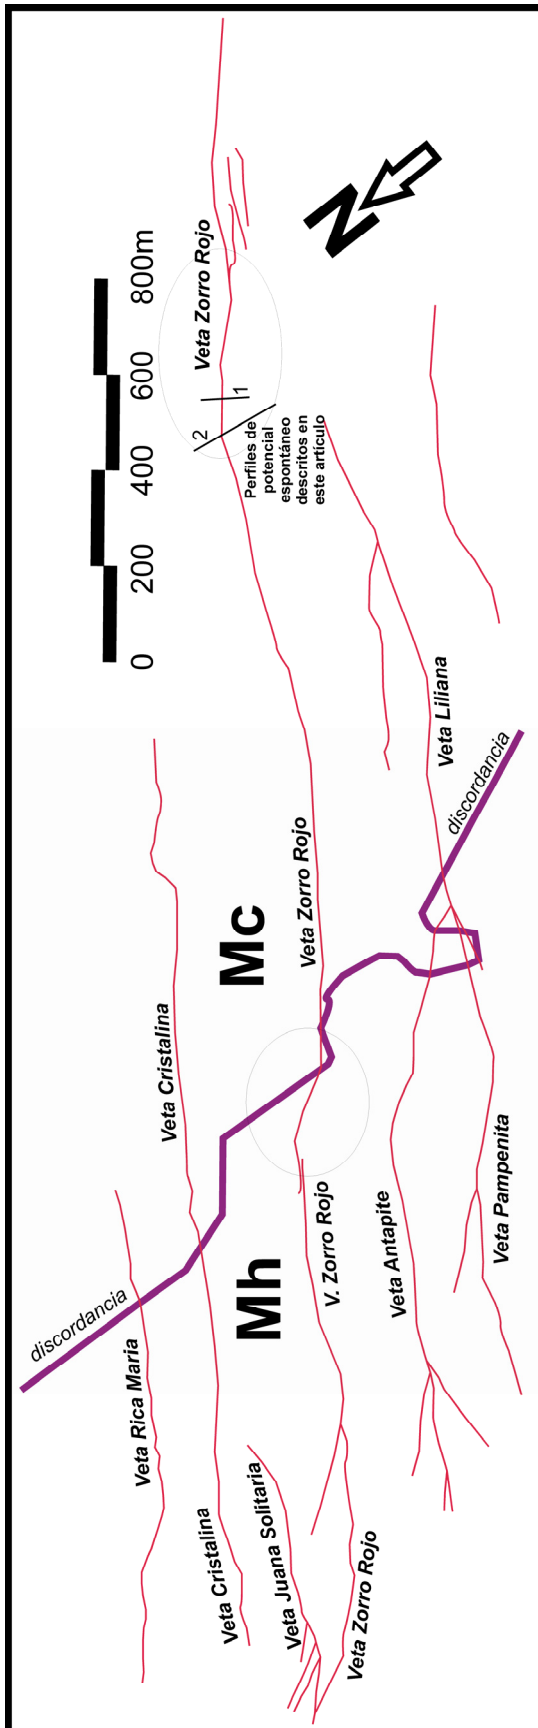 Veta Zorro Rojo
N
800m
600
400
200
0
1
2
Perfiles de
potencial
espontáneo
descritos en
este artículo
Veta Liliana
discordancia
Veta Zorro Rojo
Mc
Veta Cristalina
Veta Pampenita
Veta Antapite
V. Zorro Rojo
Mh
discordancia
Veta Rica Maria
Veta Juana Solitaria
Veta Cristalina
Veta Zorro Rojo